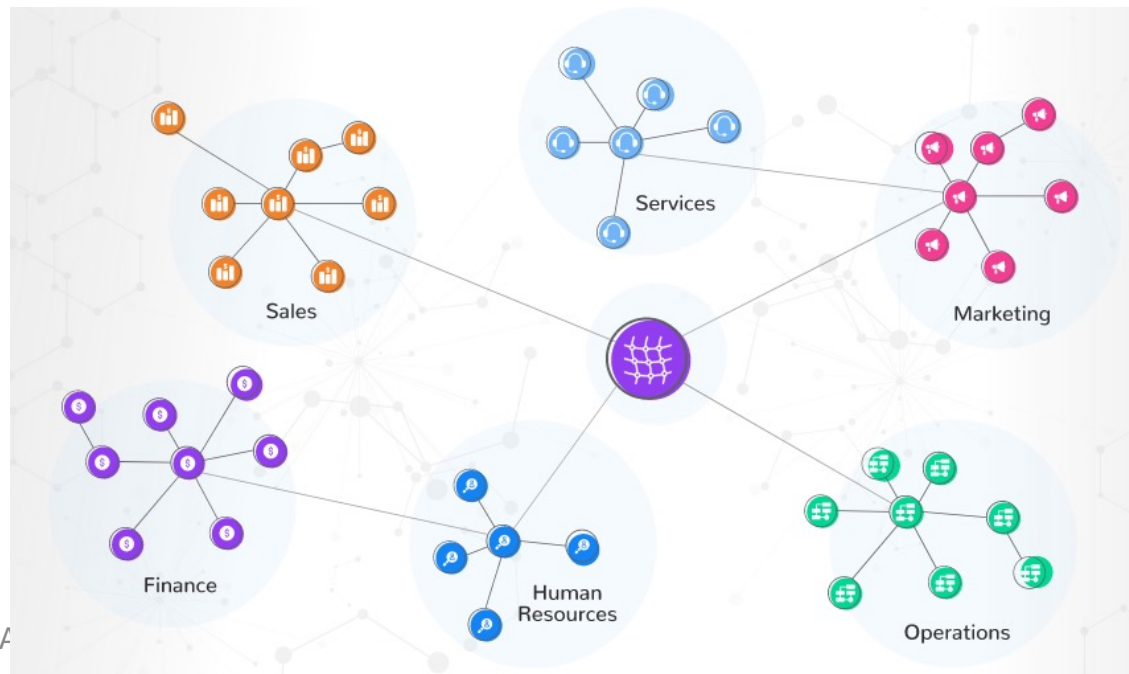 Services
Sales
Marketing
Finance
Human
Resources
Operations
A